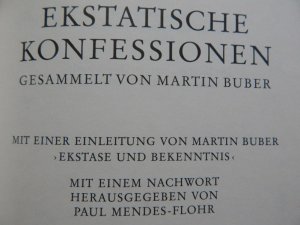 EKSTATISCHE
KONFESSIONEN
GESAMMELT VON MARTIN BUBER
MIT EINER EINLEITUNG VON MARTIN BUBER
›EKSTASE UND BEKENNTNIS‹
MIT EINEM NACHWORT
HERAUSGEGEBEN VON
PAUL MENDES-FLOHR